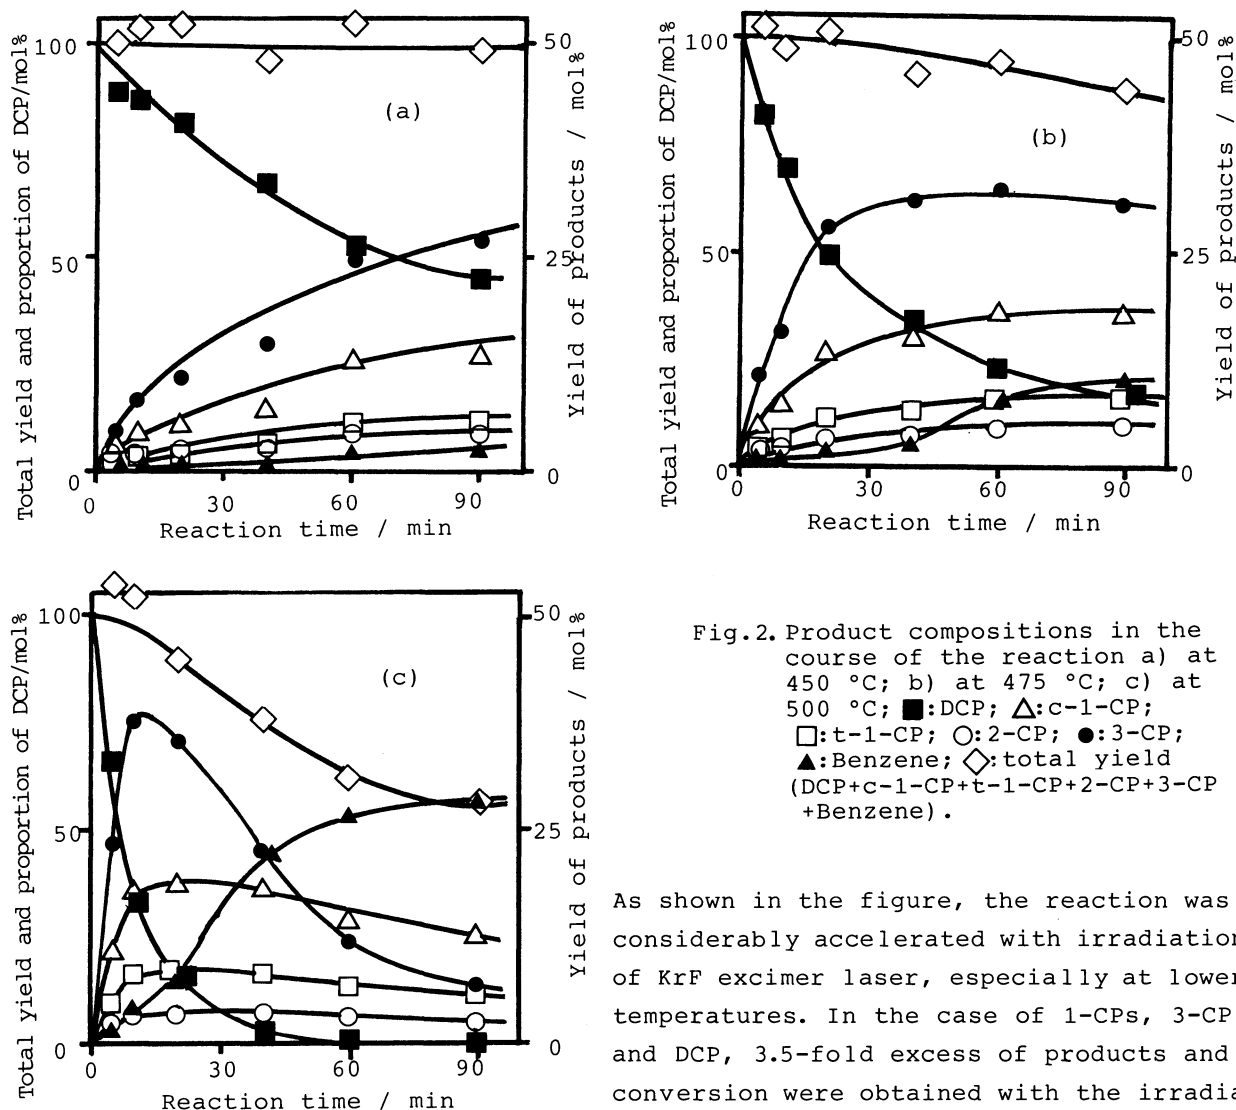 Total yield and proportion of DCP/mol%
100
50
0
(a)
50
25
0
Yield of products / mol%
0 30 60 90
Reaction time / min
Total yield and proportion of DCP/mol%
100
50
0
(b)
50
25
0
Yield of products / mol%
0 30 60 90
Reaction time / min
Total yield and proportion of DCP/mol%
100
50
0
(c)
50
25
0
Yield of products / mol%
0 30 60 90
Reaction time / min
Fig.2. Product compositions in the
course of the reaction a) at
450 °C; b) at 475 °C; c) at
500 °C; ■:DCP; △:c-1-CP;
□:t-1-CP; ○:2-CP; ●:3-CP;
▲:Benzene; ◇:total yield
(DCP+c-1-CP+t-1-CP+2-CP+3-CP
+Benzene).
As shown in the figure, the reaction was
considerably accelerated with irradiation
of KrF excimer laser, especially at lower
temperatures. In the case of 1-CPs, 3-CP
and DCP, 3.5-fold excess of products and
conversion were obtained with the irradia